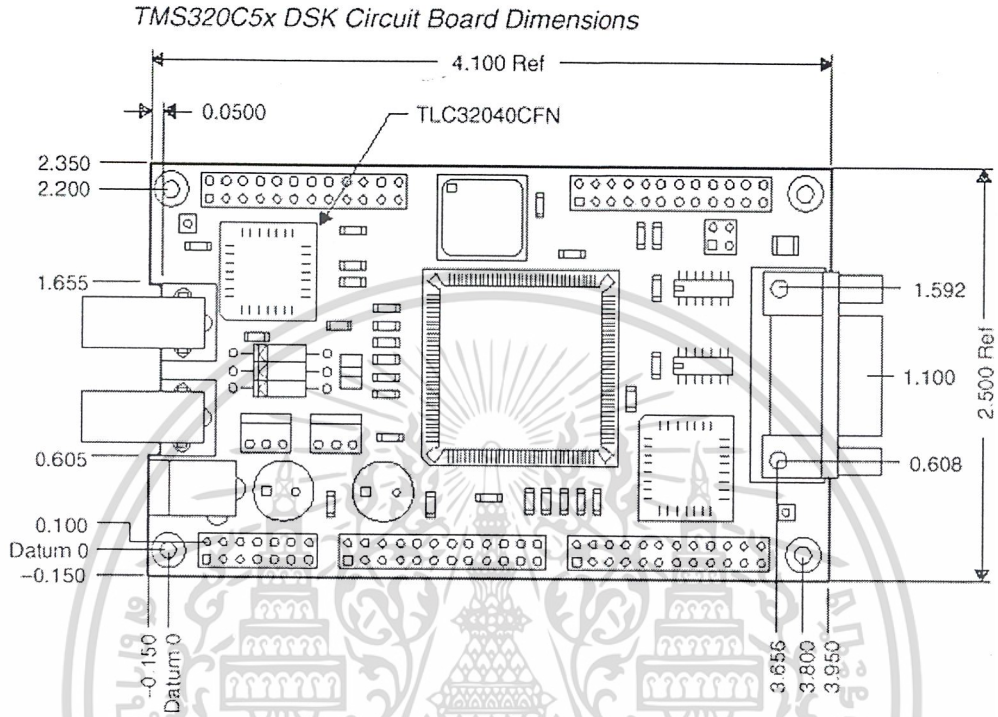 TMS320C5x DSK Circuit Board Dimensions
4.100 Ref
0.0500
TLC32040CFN
2.350
2.200
1.655
1.592
1.100
2.500 Ref
0.605
0.608
0.100
Datum 0
-0.150
-0.150
Datum 0
3.656
3.800
3.950